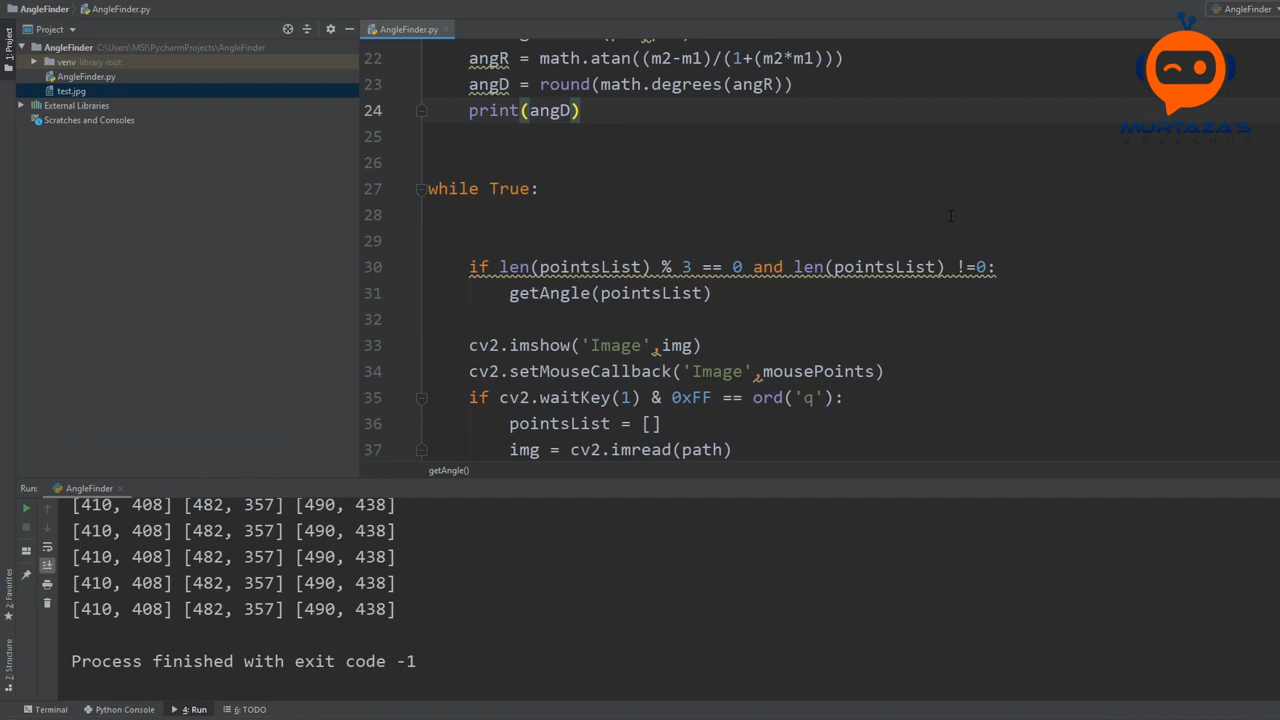 AngleFinder AngleFinder.py
AngleFinder
Project
AngleFinder.py
MURTAZA'S
WORKSHOP
1: Project
AngleFinder C:\Users\MSI\PycharmProjects\AngleFinder
venv library root
AngleFinder.py
test.jpg
External Libraries
Scratches and Consoles
22 angR = math.atan((m2-m1)/(1+(m2*m1)))
23 angD = round(math.degrees(angR))
24 print(angD)
25
26
27 while True:
28
29
30 if len(pointsList) % 3 == 0 and len(pointsList) !=0:
31 getAngle(pointsList)
32
33 cv2.imshow('Image',img)
34 cv2.setMouseCallback('Image',mousePoints)
35 if cv2.waitKey(1) & 0xFF == ord('q'):
36 pointsList = []
37 img = cv2.imread(path)
getAngle()
Run: AngleFinder
[410, 408] [482, 357] [490, 438]
[410, 408] [482, 357] [490, 438]
[410, 408] [482, 357] [490, 438]
[410, 408] [482, 357] [490, 438]
[410, 408] [482, 357] [490, 438]
Process finished with exit code -1
2: Favorites
Z: Structure
Terminal Python Console 4: Run 6: TODO